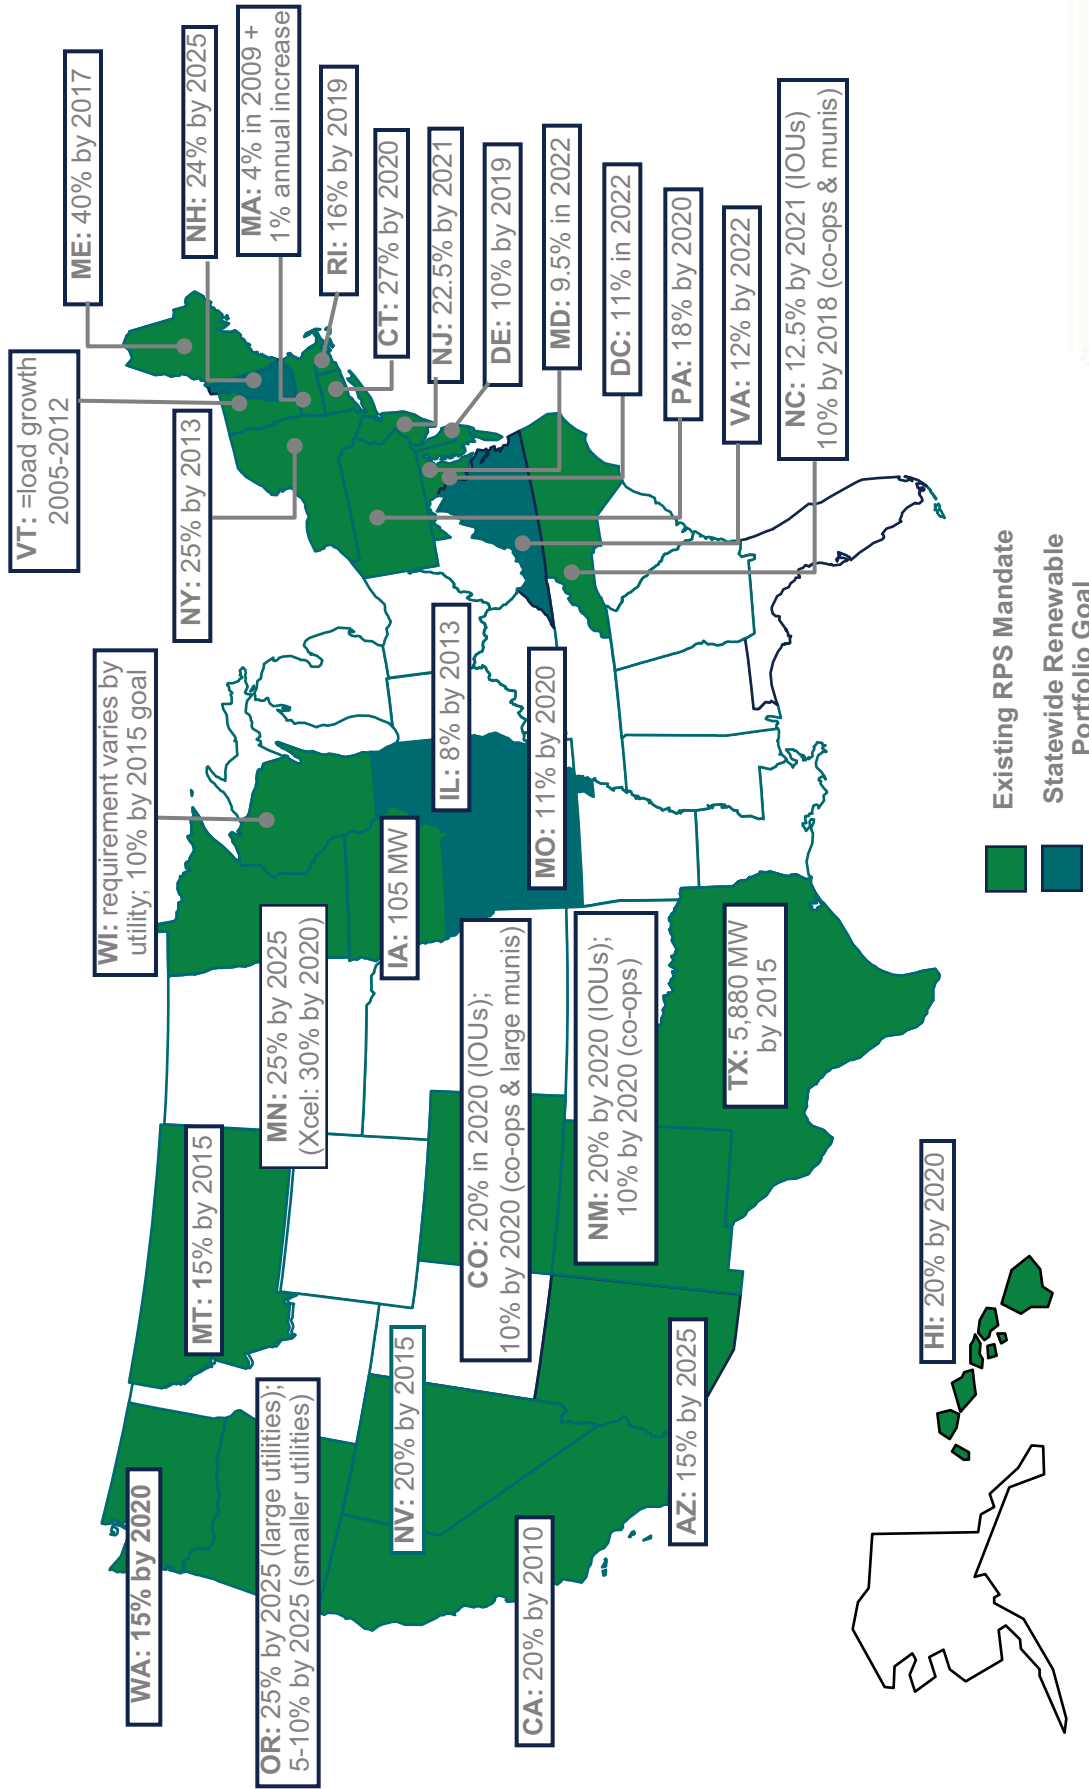 WA: 15% by 2020
OR: 25% by 2025 (large utilities);
5-10% by 2025 (smaller utilities)
CA: 20% by 2010
MT: 15% by 2015
NV: 20% by 2015
AZ: 15% by 2025
HI: 20% by 2020
MN: 25% by 2025
(Xcel: 30% by 2020)
CO: 20% in 2020 (IOUs);
10% by 2020 (co-ops & large munis)
NM: 20% by 2020 (IOUs);
10% by 2020 (co-ops)
TX: 5,880 MW
by 2015
WI: requirement varies by
utility; 10% by 2015 goal
IA: 105 MW
IL: 8% by 2013
MO: 11% by 2020
VT: =load growth
2005-2012
NY: 25% by 2013
ME: 40% by 2017
NH: 24% by 2025
MA: 4% in 2009 +
1% annual increase
RI: 16% by 2019
CT: 27% by 2020
NJ: 22.5% by 2021
DE: 10% by 2019
MD: 9.5% in 2022
DC: 11% in 2022
PA: 18% by 2020
VA: 12% by 2022
NC: 12.5% by 2021 (IOUs)
10% by 2018 (co-ops & munis)
Existing RPS Mandate
Statewide Renewable
Portfolio Goal